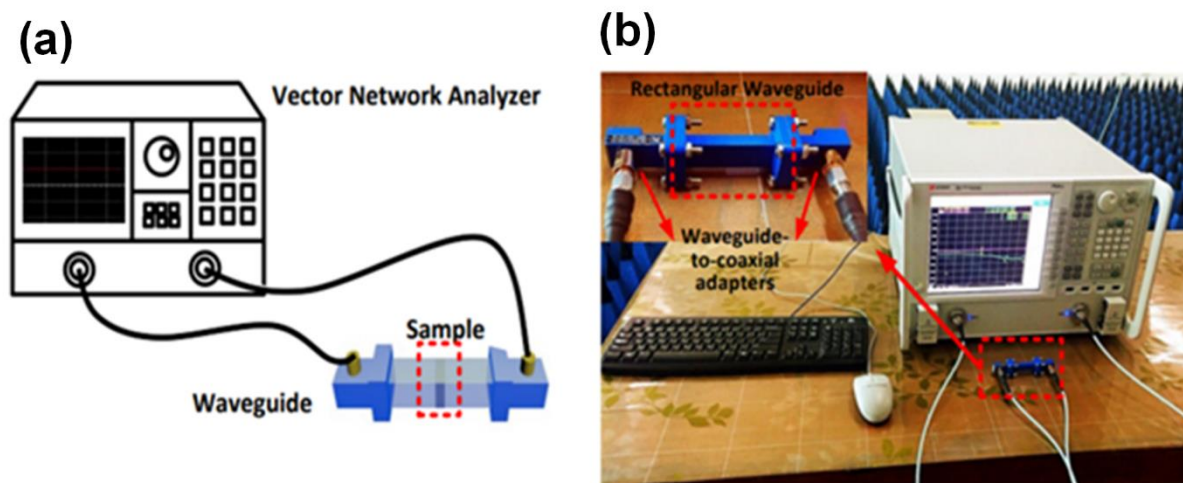 (a)
Vector Network Analyzer
Sample
Waveguide
(b)
Rectangular Waveguide
Waveguide-
to-coaxial
adapters